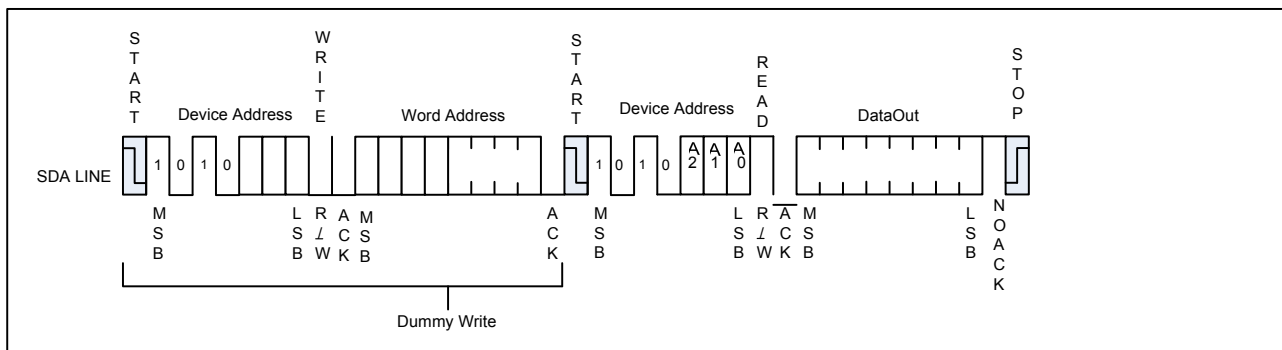 START
WRITE
START
READ
STOP
Device Address
Word Address
Device Address
DataOut
SDA LINE
1 0 1 0
1 0 1 0 A2 A1 A0
MSB
LSB
R/W
ACK
MSB
ACK
MSB
LSB
R/W
ACK
MSB
LSB
NOACK
Dummy Write